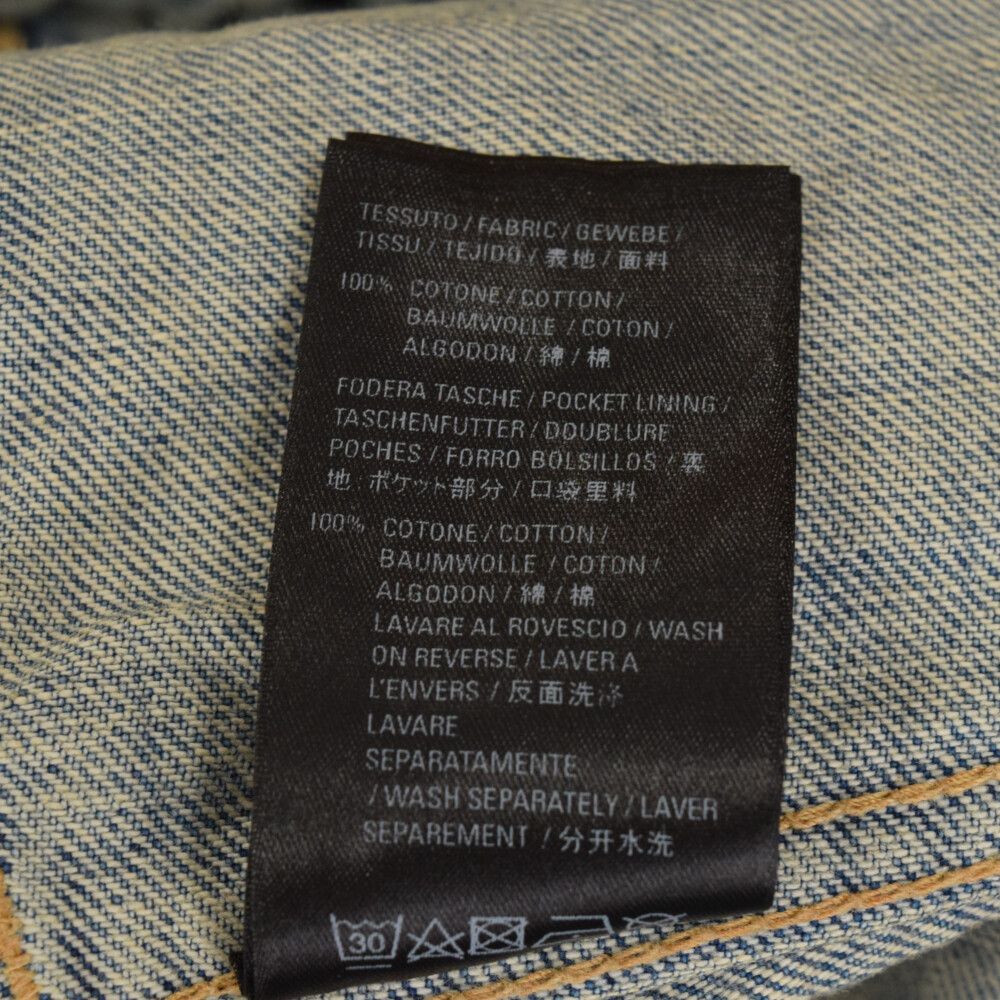 TESSUTO / FABRIC / GEWEBE /
TISSU / TEJIDO / 表地 / 面料
100% COTONE / COTTON /
BAUMWOLLE / COTON /
ALGODON / 綿 / 棉
FODERA TASCHE / POCKET LINING /
TASCHENFUTTER / DOUBLURE
POCHES / FORRO BOLSILLOS / 裏
地 ポケット部分 / 口袋里料
100% COTONE / COTTON /
BAUMWOLLE / COTON /
ALGODON / 綿 / 棉
LAVARE AL ROVESCIO / WASH
ON REVERSE / LAVER A
L'ENVERS / 反面洗涤
LAVARE
SEPARATAMENTE
/ WASH SEPARATELY / LAVER
SEPAREMENT / 分开水洗
30